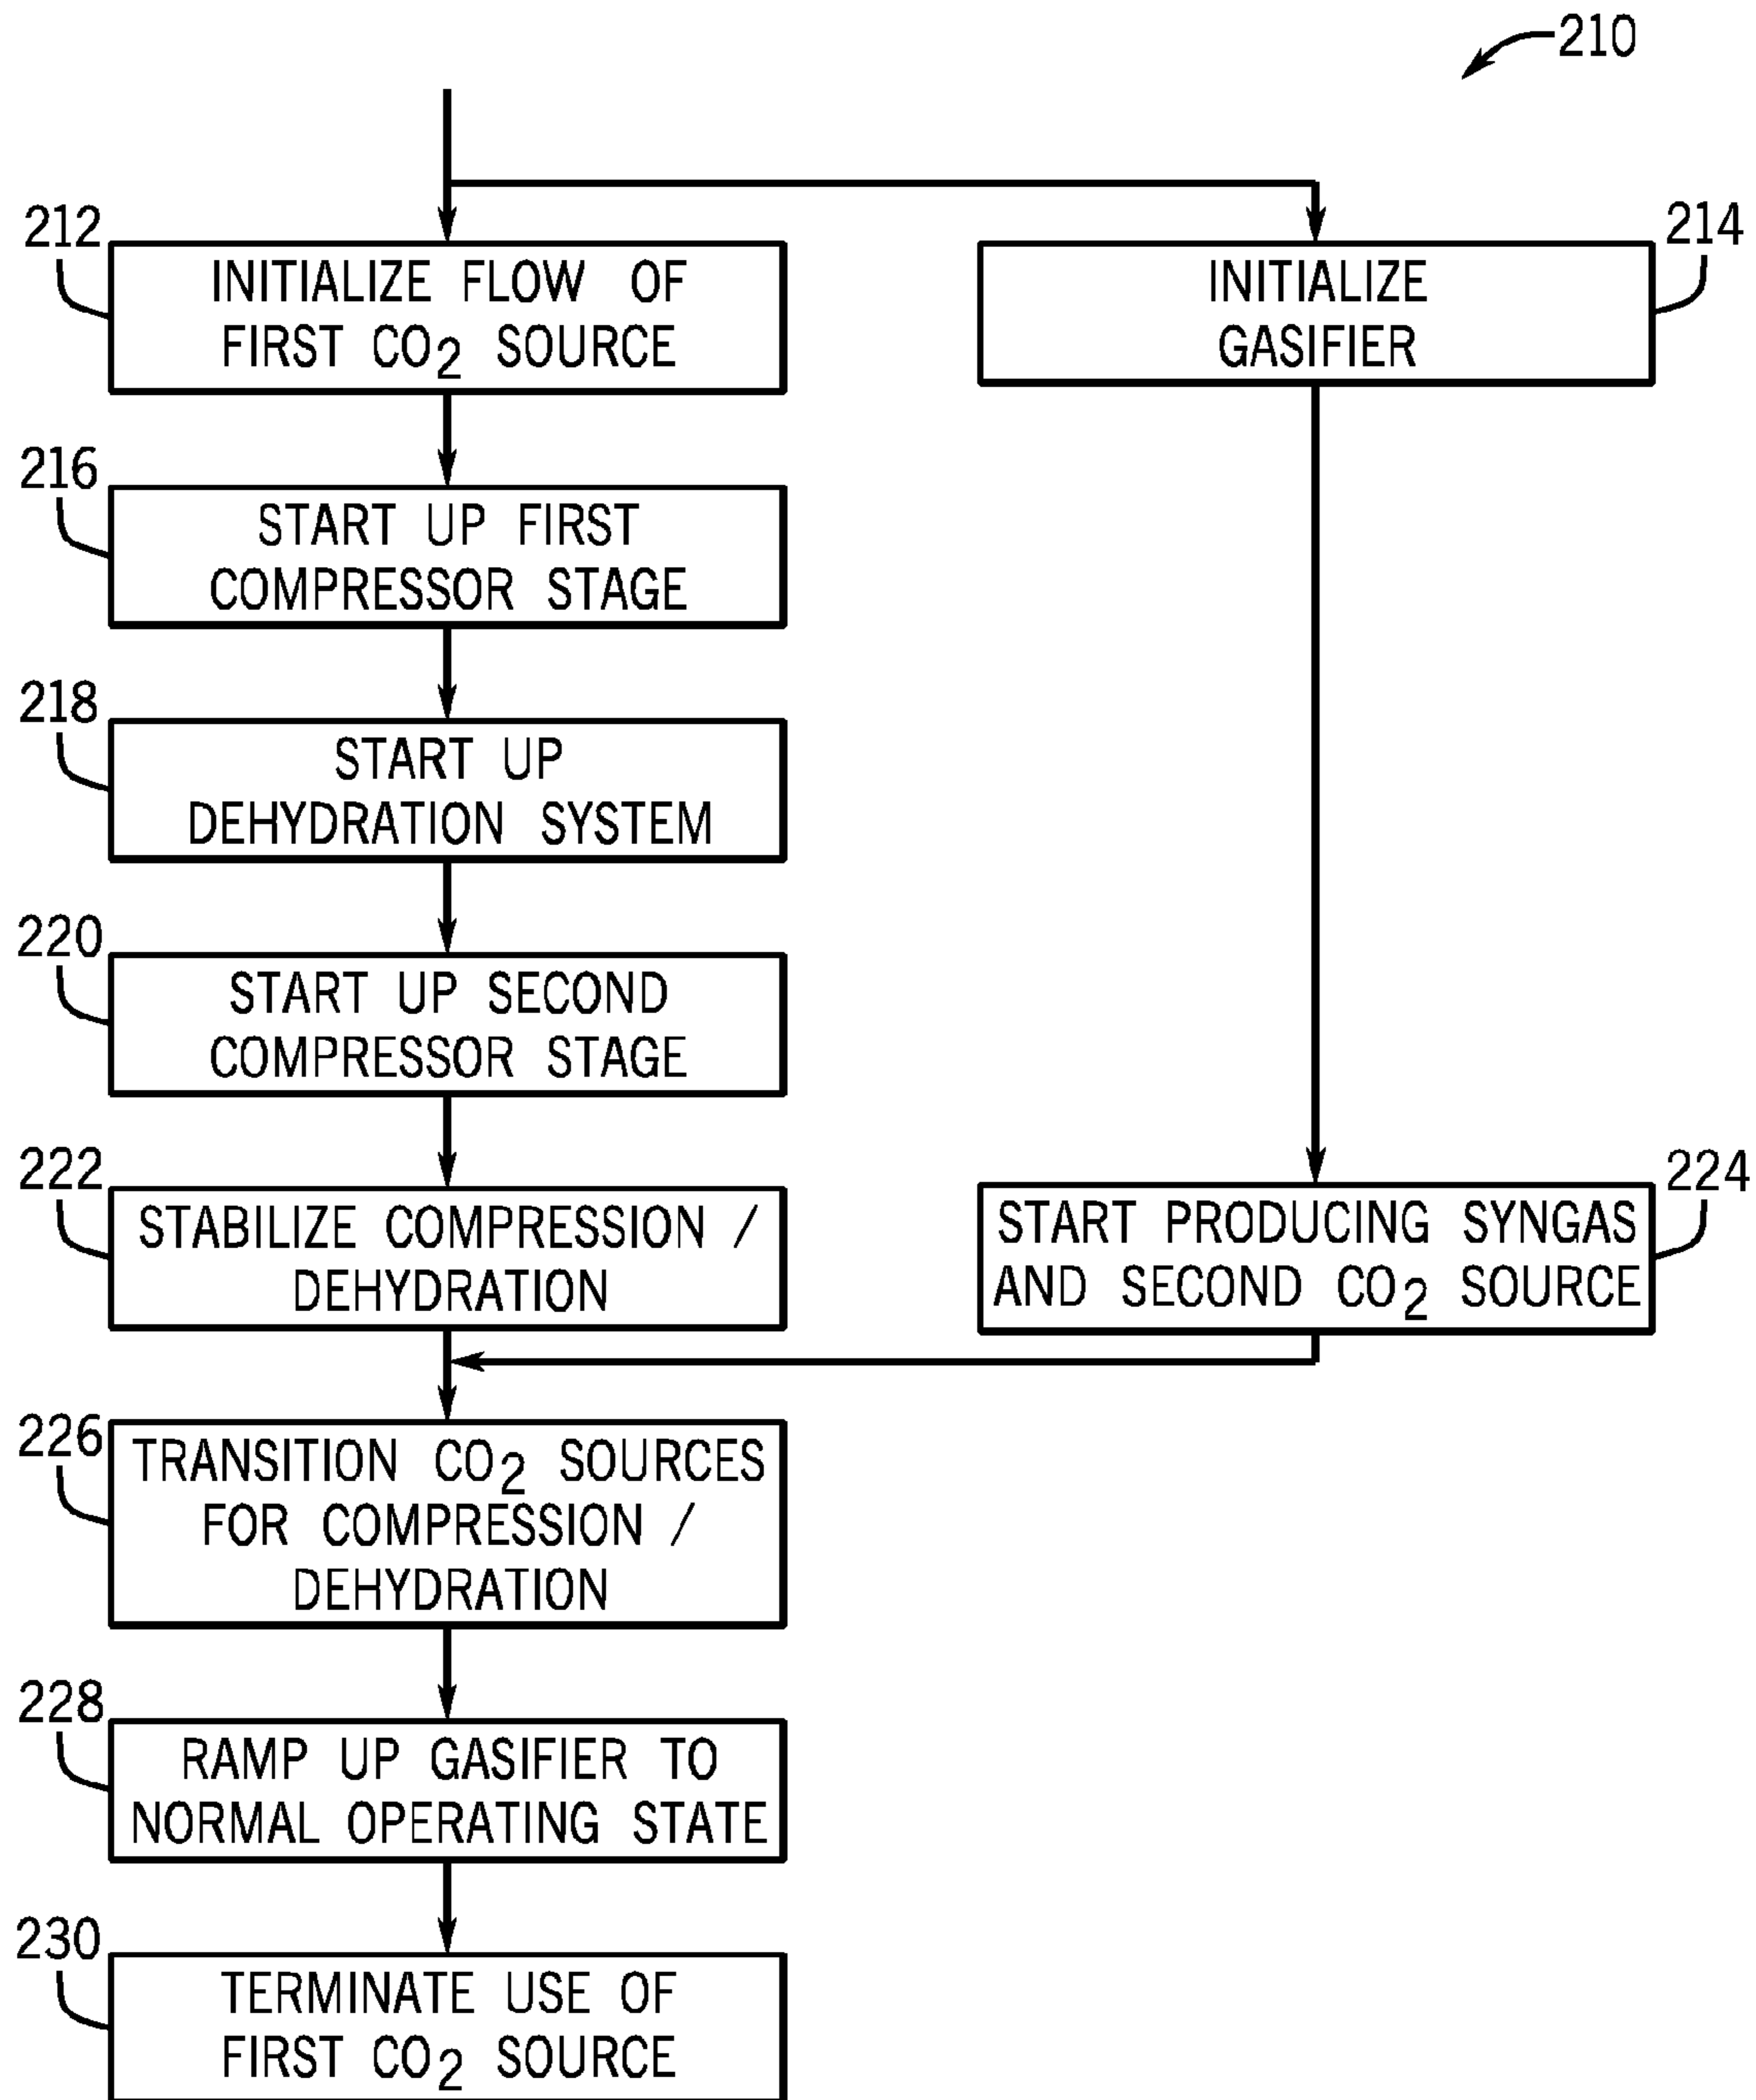 210
212
INITIALIZE FLOW OF
FIRST CO₂ SOURCE
214
INITIALIZE
GASIFIER
216
START UP FIRST
COMPRESSOR STAGE
218
START UP
DEHYDRATION SYSTEM
220
START UP SECOND
COMPRESSOR STAGE
222
STABILIZE COMPRESSION /
DEHYDRATION
224
START PRODUCING SYNGAS
AND SECOND CO₂ SOURCE
226
TRANSITION CO₂ SOURCES
FOR COMPRESSION /
DEHYDRATION
228
RAMP UP GASIFIER TO
NORMAL OPERATING STATE
230
TERMINATE USE OF
FIRST CO₂ SOURCE